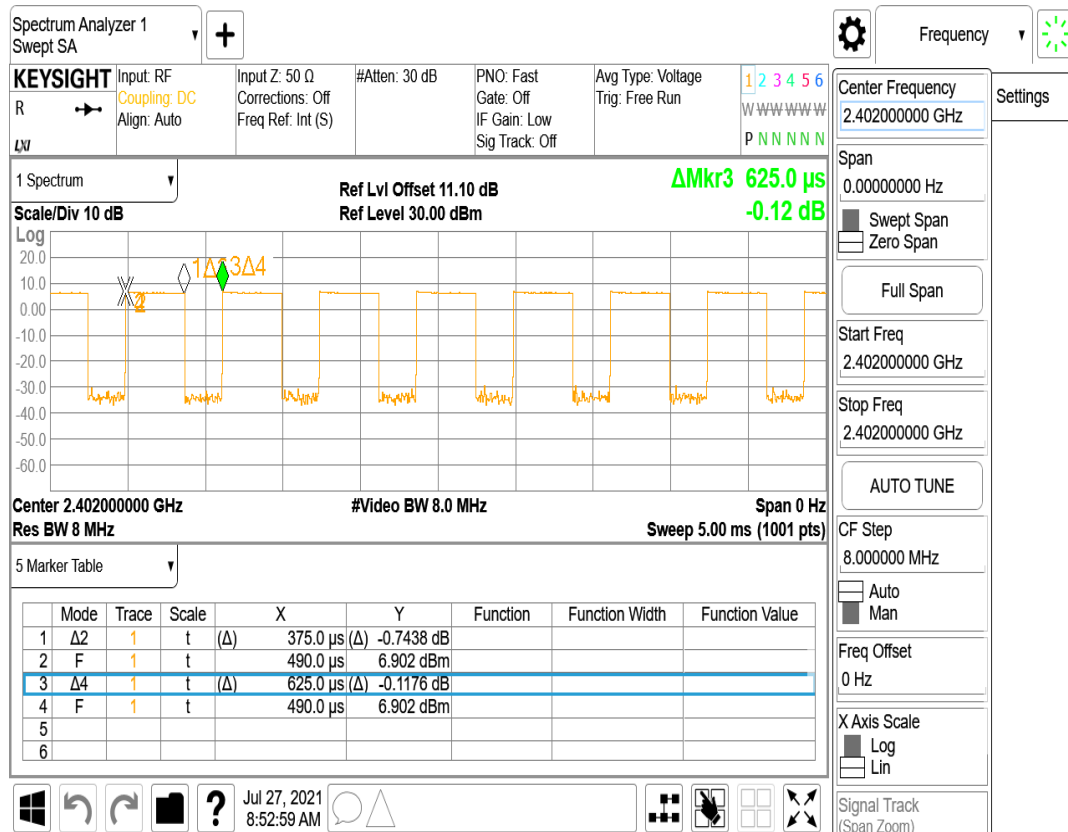 Spectrum Analyzer 1
Swept SA
Frequency
KEYSIGHT
R
LXI
Input: RF
Coupling: DC
Align: Auto
Input Z: 50 Ω
Corrections: Off
Freq Ref: Int (S)
#Atten: 30 dB
PNO: Fast
Gate: Off
IF Gain: Low
Sig Track: Off
Avg Type: Voltage
Trig: Free Run
1 2 3 4 5 6
W W W W W W
P N N N N N
1 Spectrum
Scale/Div 10 dB
Ref Lvl Offset 11.10 dB
Ref Level 30.00 dBm
ΔMkr3 625.0 µs
-0.12 dB
Log
20.0
10.0
0.00
-10.0
-20.0
-30.0
-40.0
-50.0
-60.0
3Δ4
Center 2.402000000 GHz
#Video BW 8.0 MHz
Span 0 Hz
Res BW 8 MHz
Sweep 5.00 ms (1001 pts)
5 Marker Table
Mode Trace Scale X Y Function Function Width Function Value
1 Δ2 1 t (Δ) 375.0 µs (Δ) -0.7438 dB
2 F 1 t 490.0 µs 6.902 dBm
3 Δ4 1 t (Δ) 625.0 µs (Δ) -0.1176 dB
4 F 1 t 490.0 µs 6.902 dBm
5
6
?
Jul 27, 2021
8:52:59 AM
Center Frequency
2.402000000 GHz
Settings
Span
0.00000000 Hz
Swept Span
Zero Span
Full Span
Start Freq
2.402000000 GHz
Stop Freq
2.402000000 GHz
AUTO TUNE
CF Step
8.000000 MHz
Auto
Man
Freq Offset
0 Hz
X Axis Scale
Log
Lin
Signal Track
(Span Zoom)